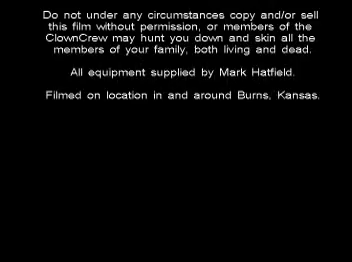 Do not under any circumstances copy and/or sell
this film without permission, or members of the
ClownCrew may hunt you down and skin all the
members of your family, both living and dead.
All equipment supplied by Mark Hatfield.
Filmed on location in and around Burns, Kansas.